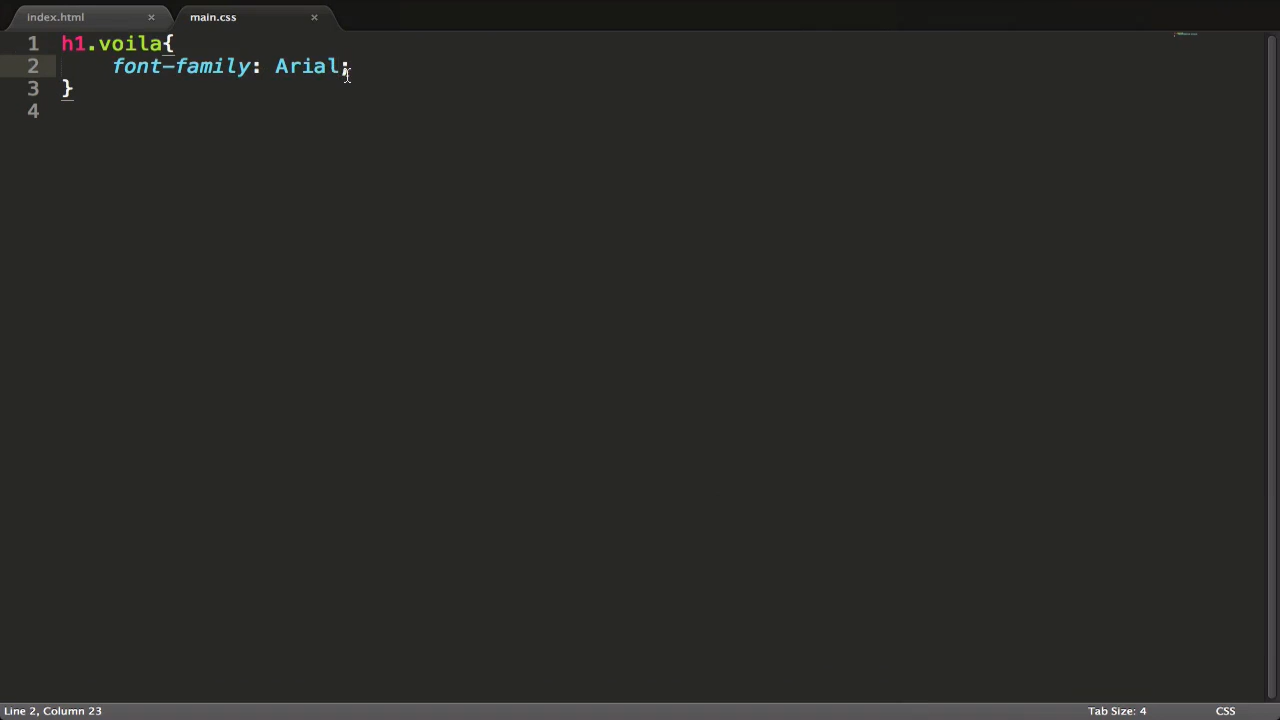 index.html × main.css ×
1 h1.voila{
2 font-family: Arial;
3 }
4
Line 2, Column 23 Tab Size: 4 CSS